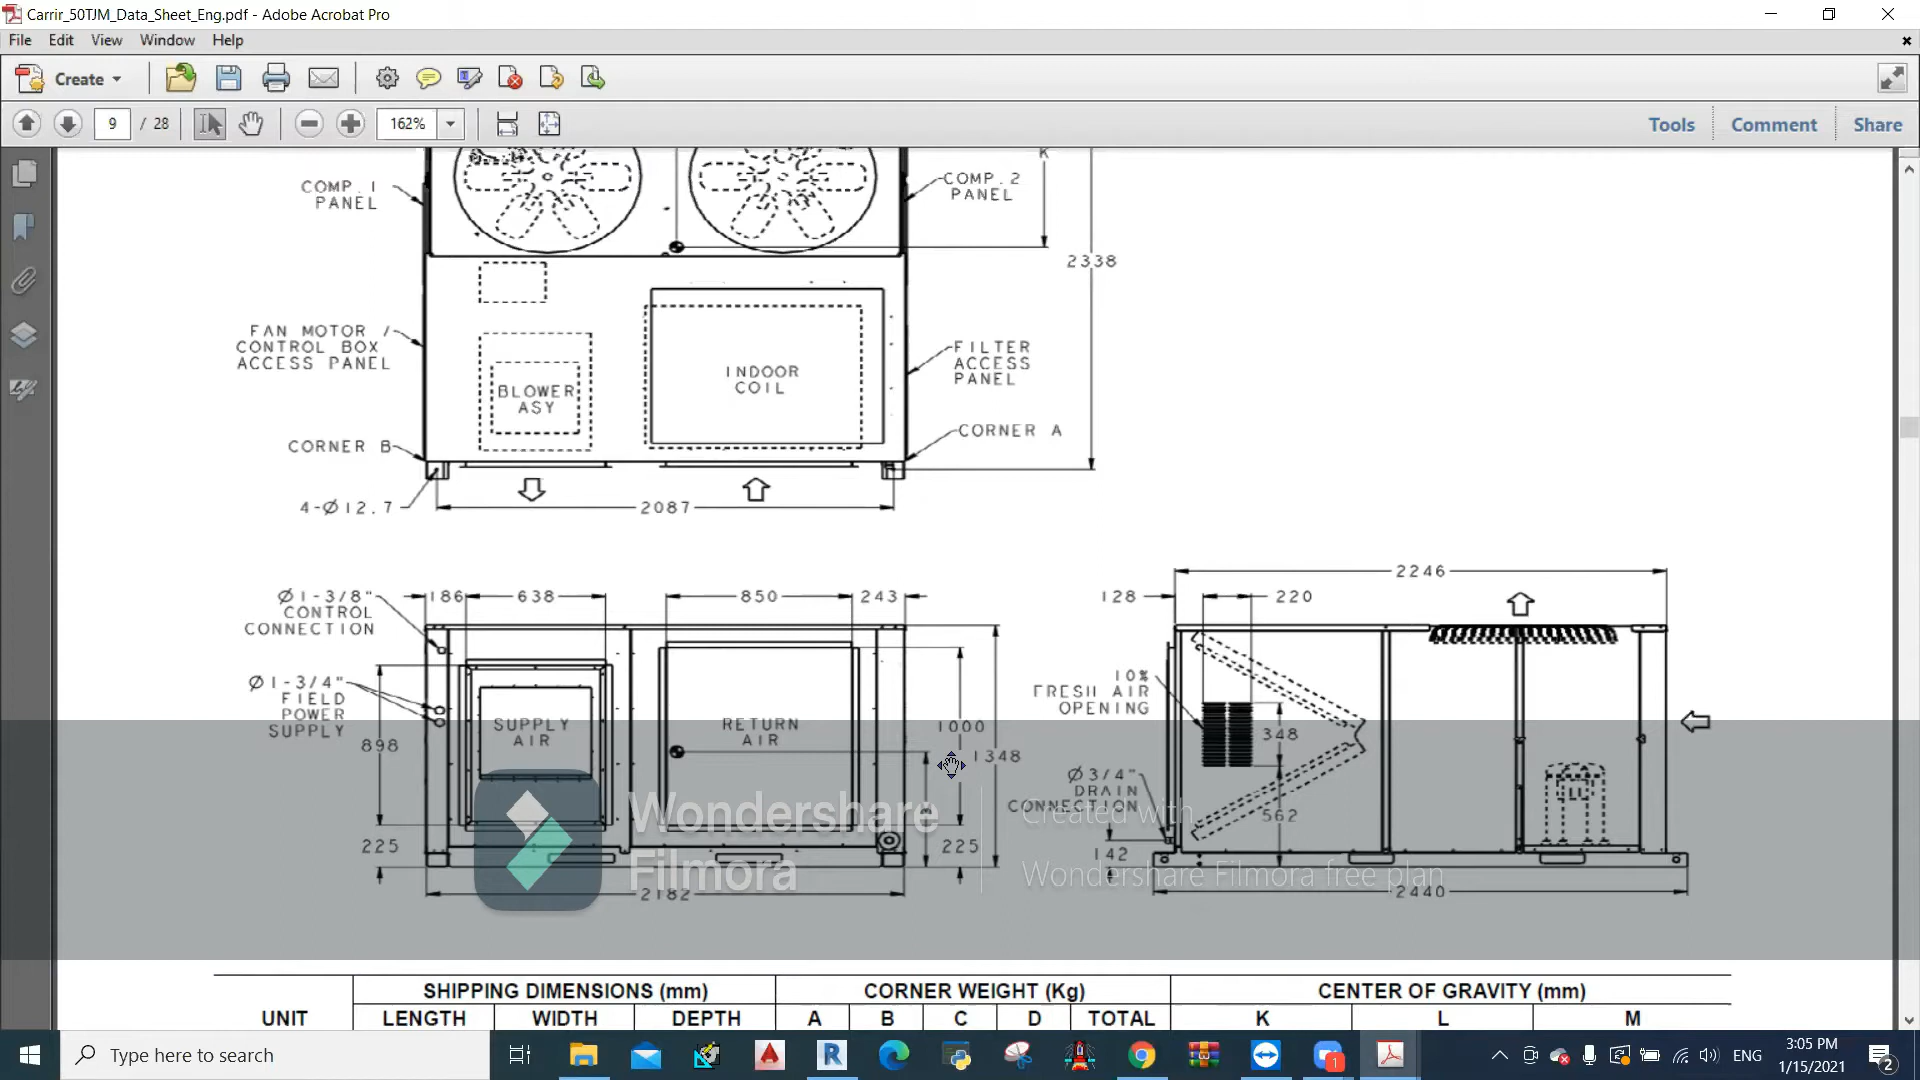 Carrir_50TJM_Data_Sheet_Eng.pdf - Adobe Acrobat Pro
File Edit View Window Help
Create
9 / 28 162% Tools Comment Share
K
COMP.1
PANEL
COMP.2
PANEL
2338
FAN MOTOR /
CONTROL BOX
ACCESS PANEL
BLOWER
ASY
INDOOR
COIL
FILTER
ACCESS
PANEL
CORNER B
CORNER A
4-Ø12.7
2087
2246
Ø1-3/8"
CONTROL
CONNECTION
186 638 850 243
128 220
Ø1-3/4"
FIELD
POWER
SUPPLY
898
225
SUPPLY
AIR
RETURN
AIR
1000
1348
225
2182
10%
FRESH AIR
OPENING
348
Ø3/4"
DRAIN
CONNECTION
562
142
2440
Wondershare
Filmora
Created with
Wondershare Filmora free plan
SHIPPING DIMENSIONS (mm) CORNER WEIGHT (Kg) CENTER OF GRAVITY (mm)
UNIT LENGTH WIDTH DEPTH A B C D TOTAL K L M
Type here to search
ENG
3:05 PM
1/15/2021
1
2